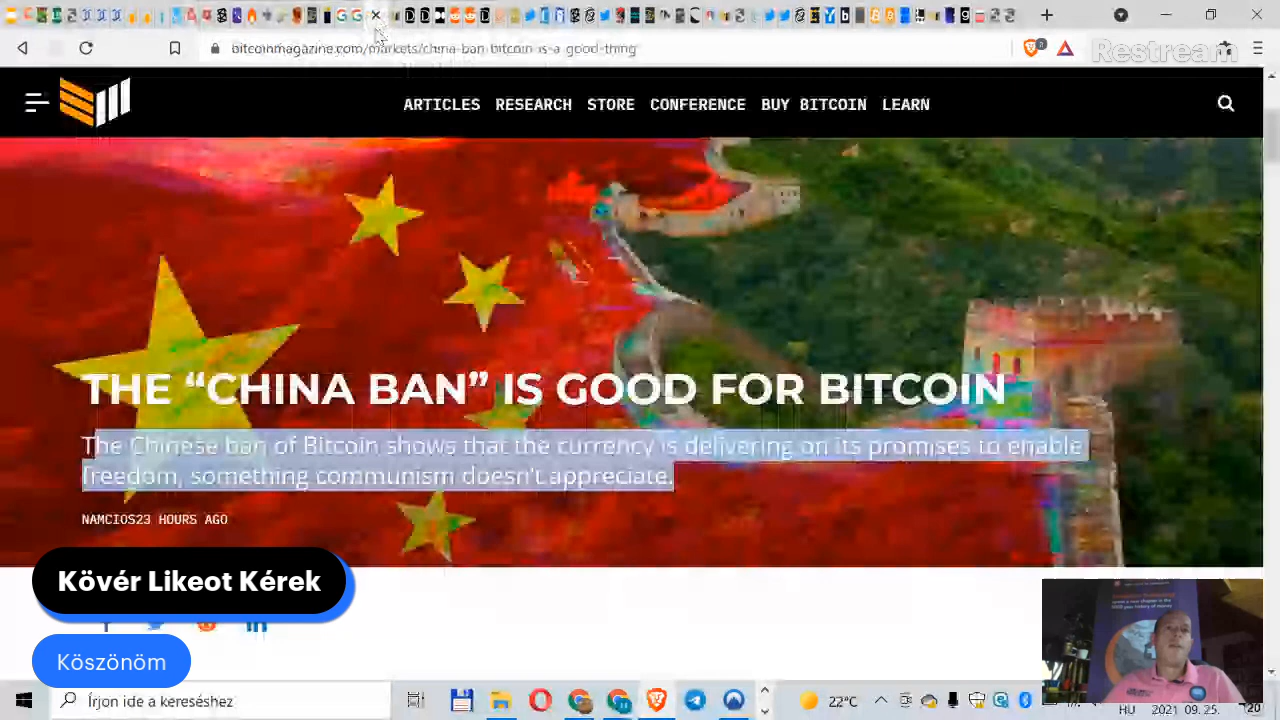 bitcoinmagazine.com/markets/china-ban-bitcoin-is-a-good-thing
Restream
ARTICLES RESEARCH STORE CONFERENCE BUY BITCOIN LEARN
THE “CHINA BAN” IS GOOD FOR BITCOIN
The Chinese ban of Bitcoin shows that the currency is delivering on its promises to enable
freedom, something communism doesn't appreciate.
NAMCIOS23 HOURS AGO
Kövér Likeot Kérek
Köszönöm
Írjon ide a kereséshez
22°C
HU 2021. 09. 25. 20